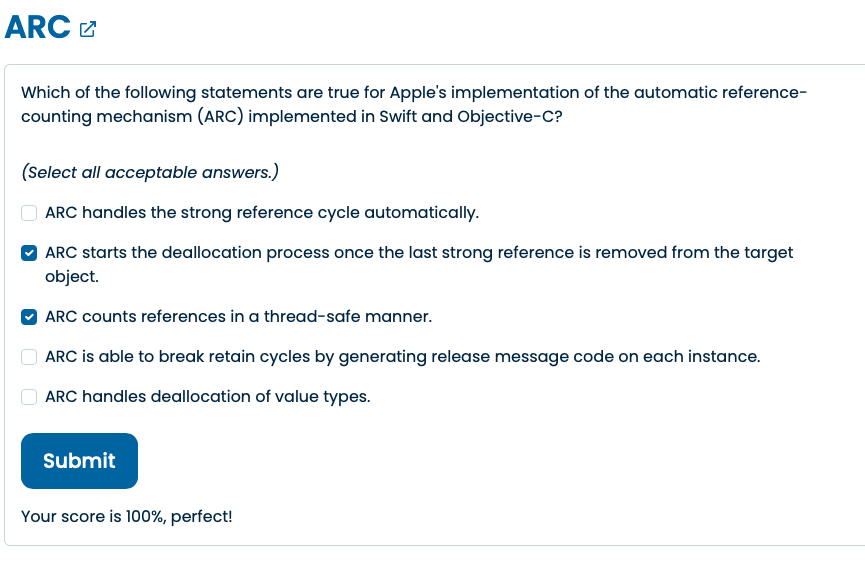 ARC
Which of the following statements are true for Apple's implementation of the automatic reference-
counting mechanism (ARC) implemented in Swift and Objective-C?
(Select all acceptable answers.)
ARC handles the strong reference cycle automatically.
ARC starts the deallocation process once the last strong reference is removed from the target
object.
ARC counts references in a thread-safe manner.
ARC is able to break retain cycles by generating release message code on each instance.
ARC handles deallocation of value types.
Submit
Your score is 100%, perfect!